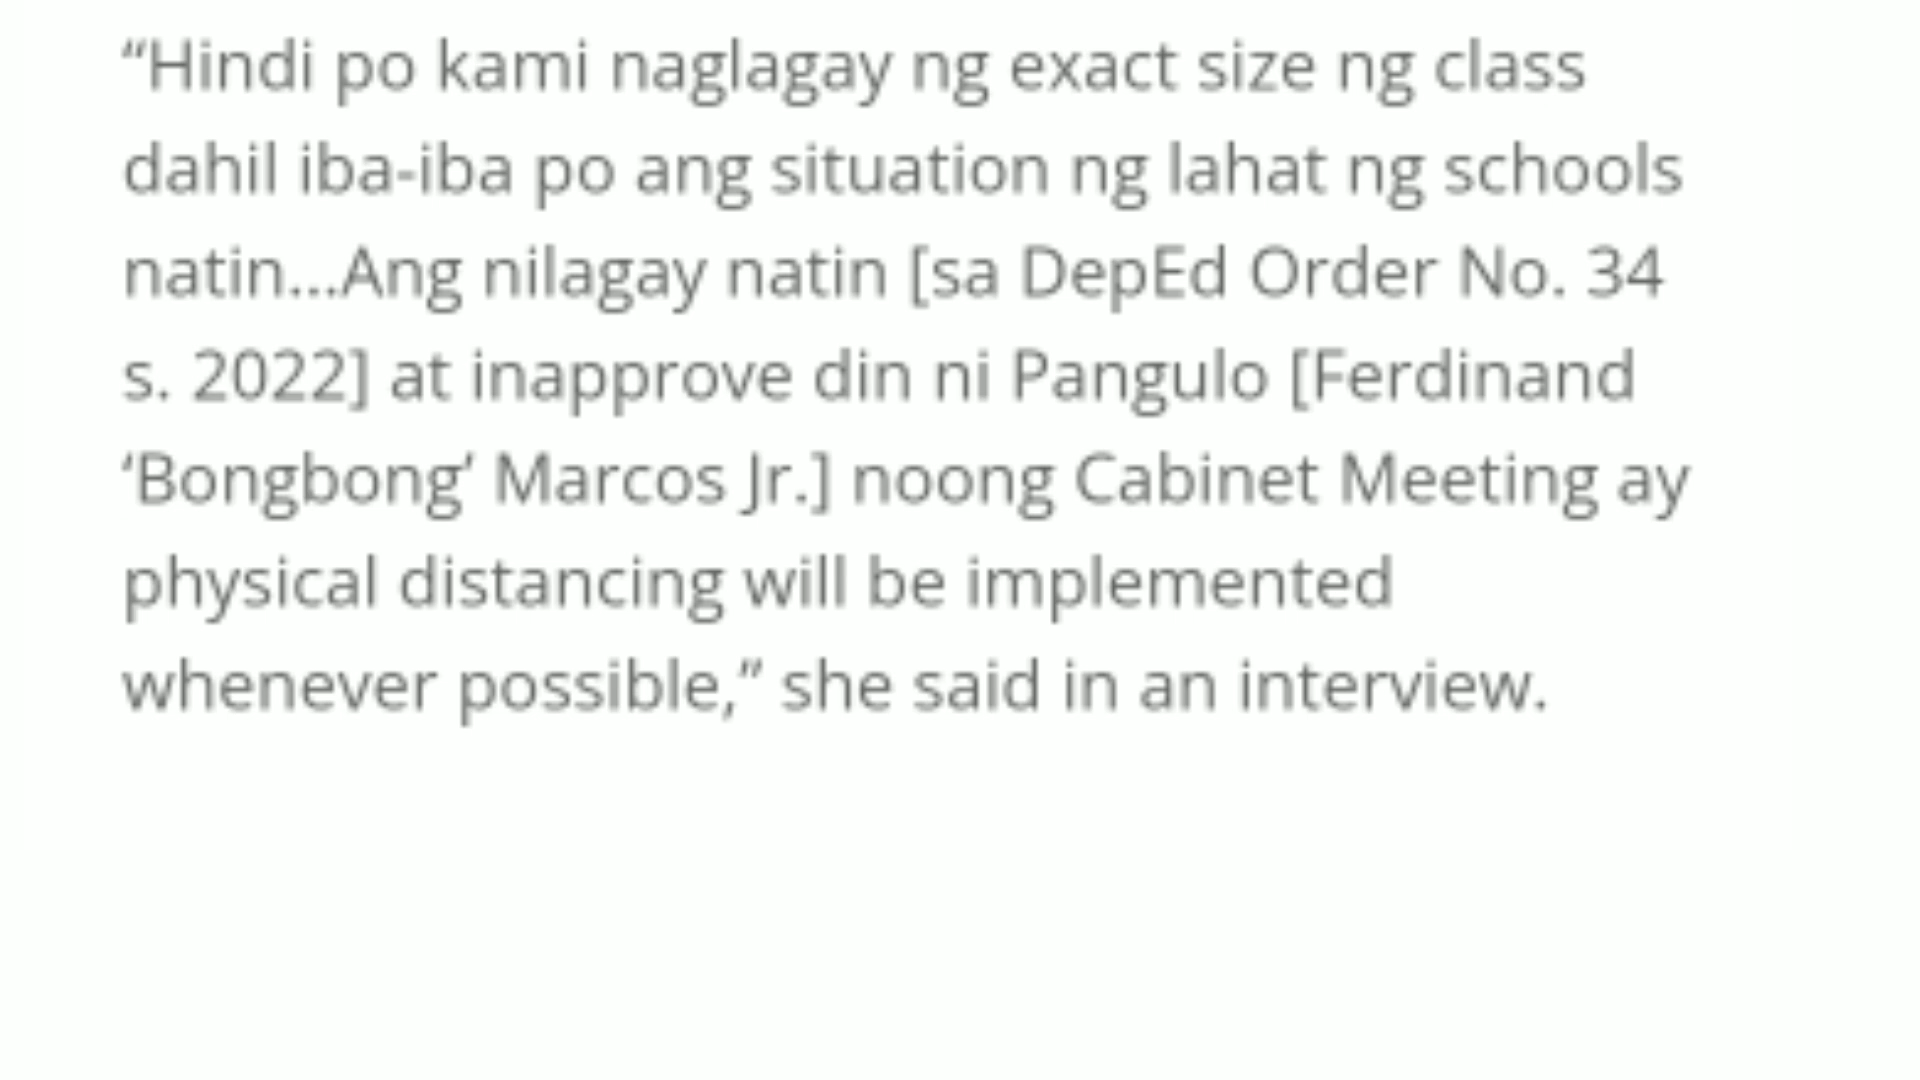 “Hindi po kami naglagay ng exact size ng class
dahil iba-iba po ang situation ng lahat ng schools
natin...Ang nilagay natin [sa DepEd Order No. 34
s. 2022] at inapprove din ni Pangulo [Ferdinand
‘Bongbong’ Marcos Jr.] noong Cabinet Meeting ay
physical distancing will be implemented
whenever possible,” she said in an interview.